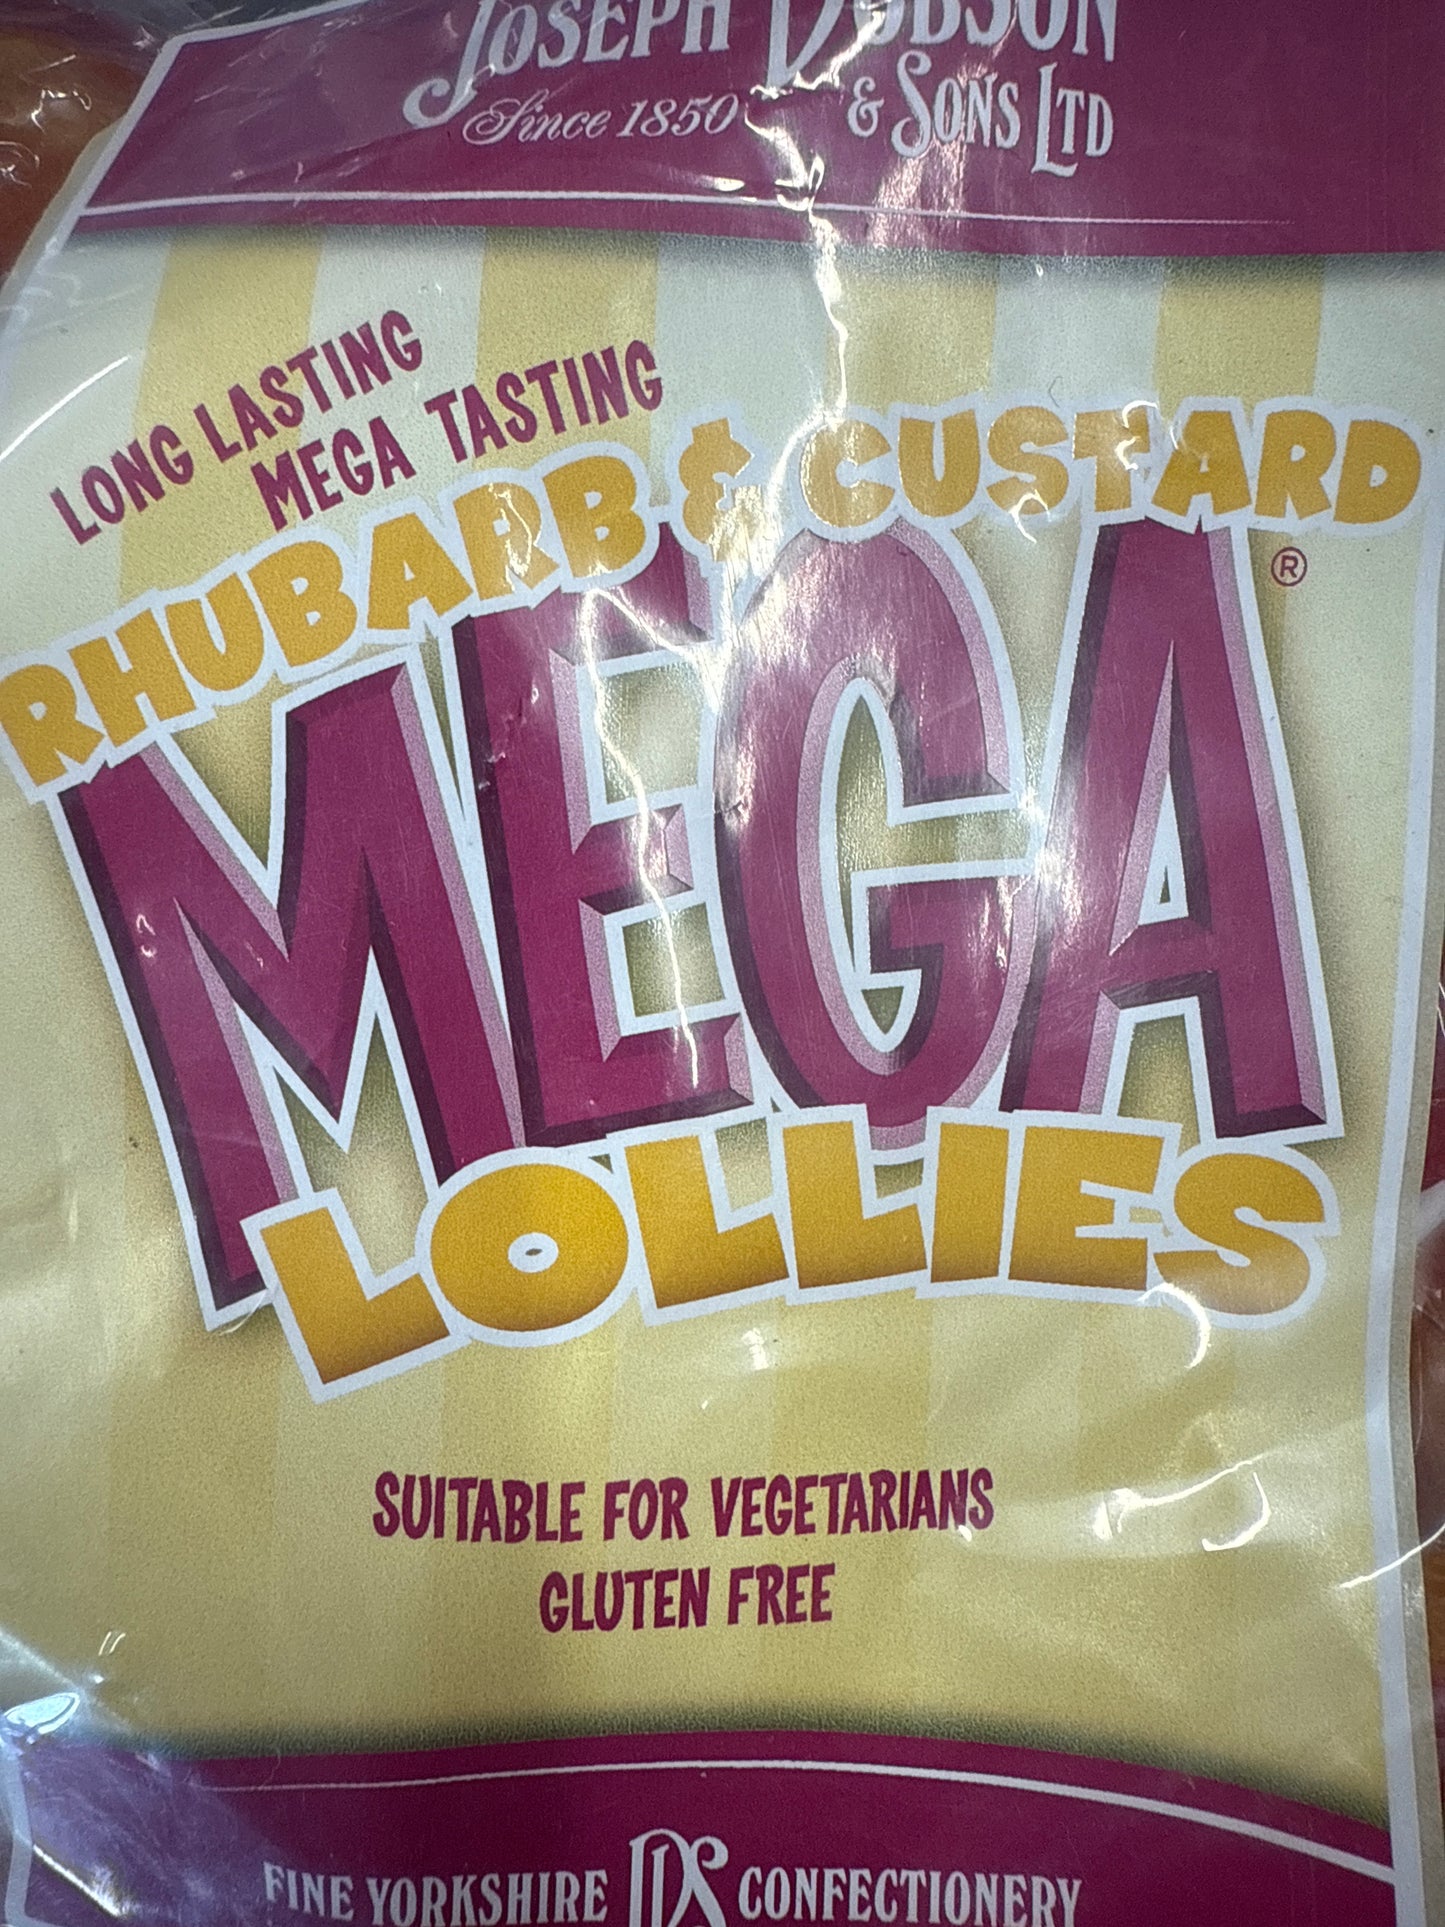 JOSEPH DOBSON
Since 1850 & SONS LTD
LONG LASTING
MEGA TASTING
RHUBARB & CUSTARD
MEGA®
LOLLIES
SUITABLE FOR VEGETARIANS
GLUTEN FREE
FINE YORKSHIRE JDS CONFECTIONERY